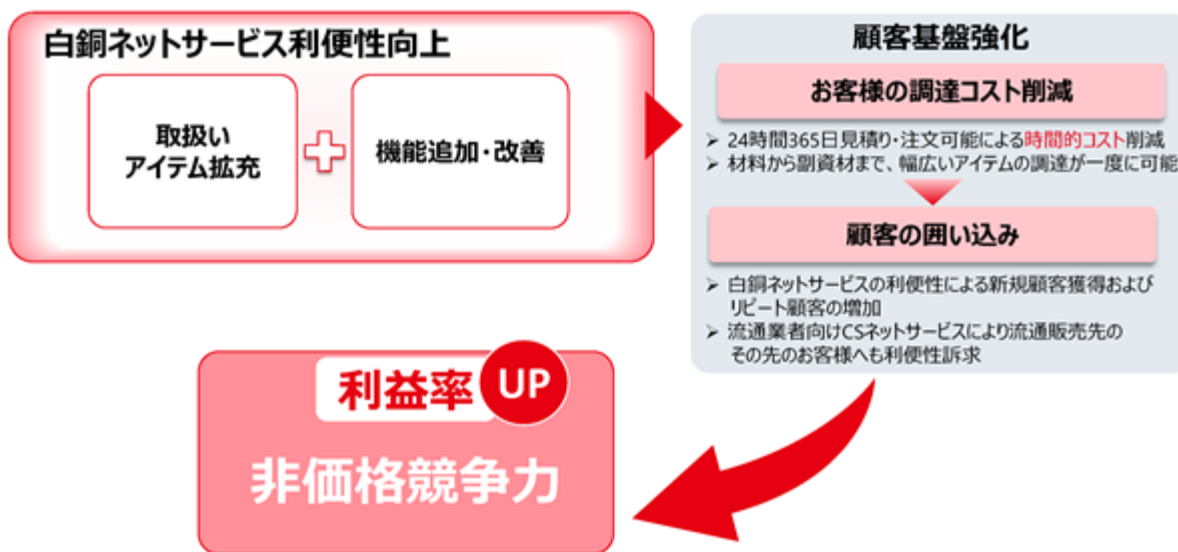 白銅ネットサービス利便性向上
取扱い
アイテム拡充
機能追加・改善
顧客基盤強化
お客様の調達コスト削減
➢ 24時間365日見積り・注文可能による時間的コスト削減
➢ 材料から副資材まで、幅広いアイテムの調達が一度に可能
顧客の囲い込み
➢ 白銅ネットサービスの利便性による新規顧客獲得および
リピート顧客の増加
➢ 流通業者向けCSネットサービスにより流通販売先の
その先のお客様へも利便性訴求
利益率 UP
非価格競争力